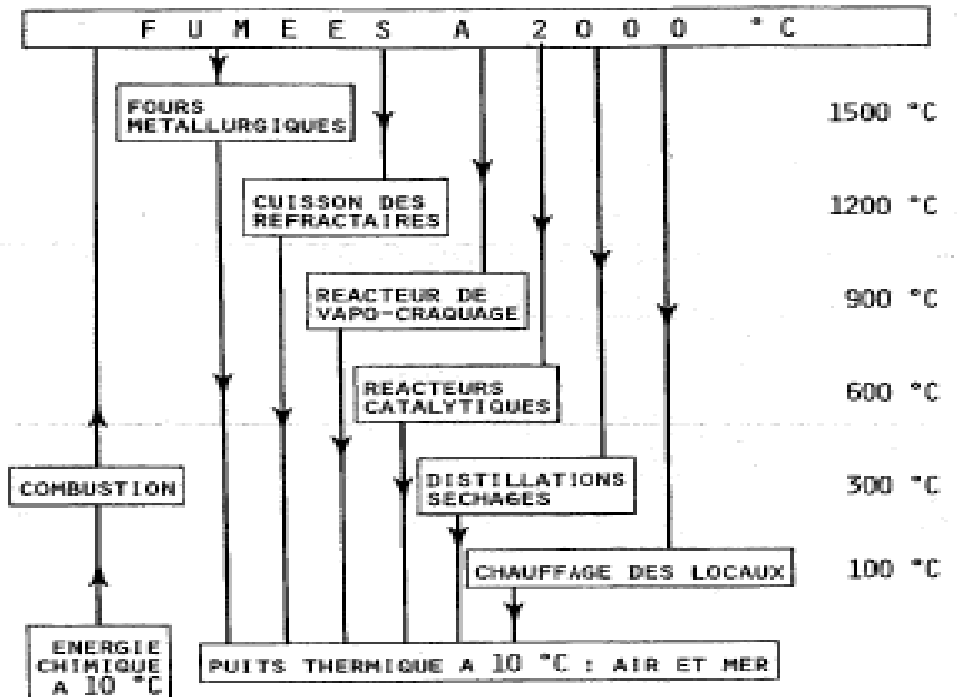 FUMEES A 2000 °C
FOURS
METALLURGIQUES
1500 °C
CUISSON DES
REFRACTAIRES
1200 °C
REACTEUR DE
VAPO-CRAQUAGE
900 °C
REACTEURS
CATALYTIQUES
600 °C
COMBUSTION
DISTILLATIONS
SECHAGES
300 °C
CHAUFFAGE DES LOCAUX
100 °C
ENERGIE
CHIMIQUE
A 10 °C
PUITS THERMIQUE A 10 °C : AIR ET MER